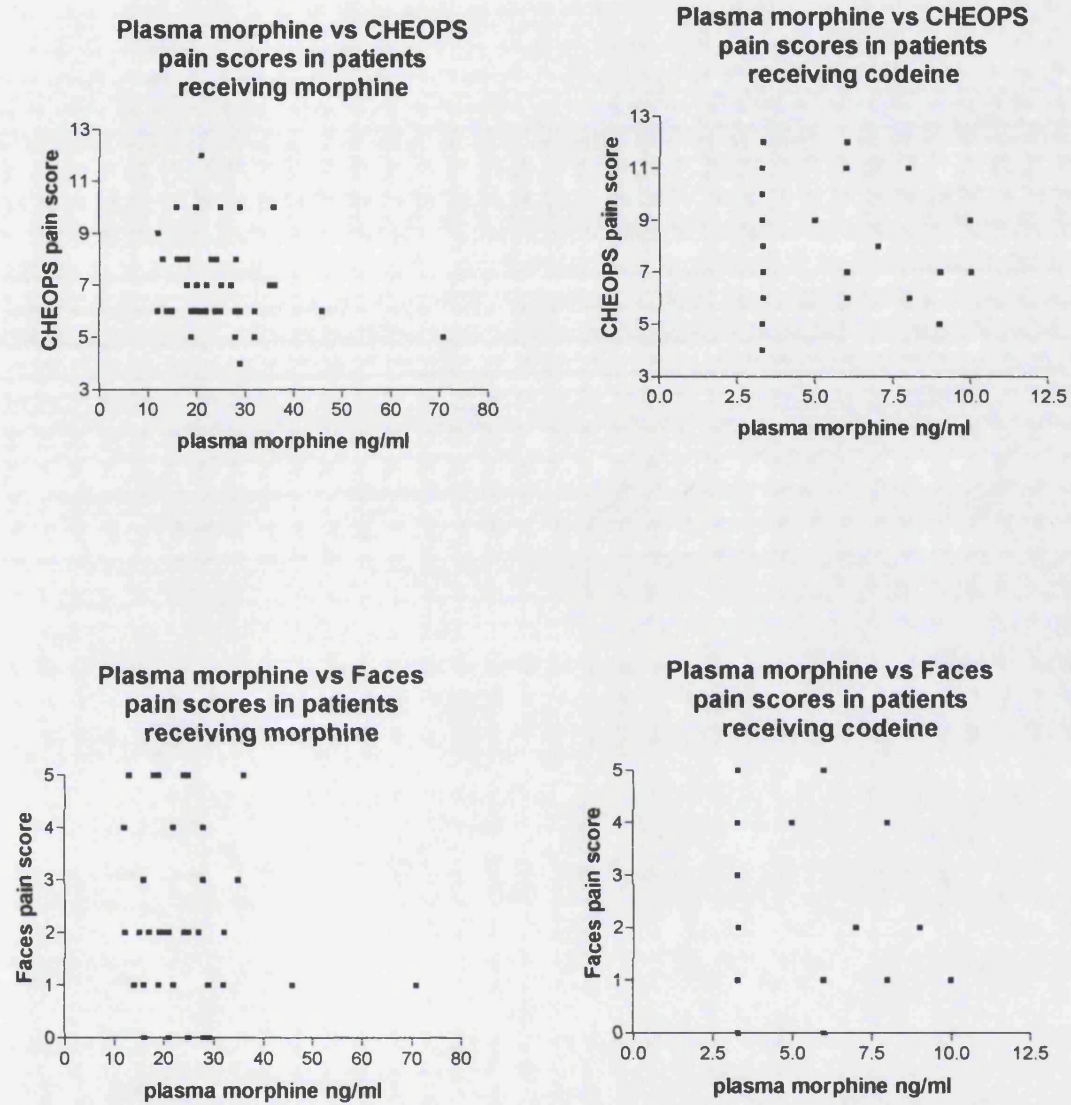 Plasma morphine vs CHEOPS
pain scores in patients
receiving morphine
13
11
9
7
5
3
CHEOPS pain score
0 10 20 30 40 50 60 70 80
plasma morphine ng/ml
Plasma morphine vs CHEOPS
pain scores in patients
receiving codeine
13
11
9
7
5
3
CHEOPS pain score
0.0 2.5 5.0 7.5 10.0 12.5
plasma morphine ng/ml
Plasma morphine vs Faces
pain scores in patients
receiving morphine
5
4
3
2
1
0
Faces pain score
0 10 20 30 40 50 60 70 80
plasma morphine ng/ml
Plasma morphine vs Faces
pain scores in patients
receiving codeine
5
4
3
2
1
0
Faces pain score
0.0 2.5 5.0 7.5 10.0 12.5
plasma morphine ng/ml